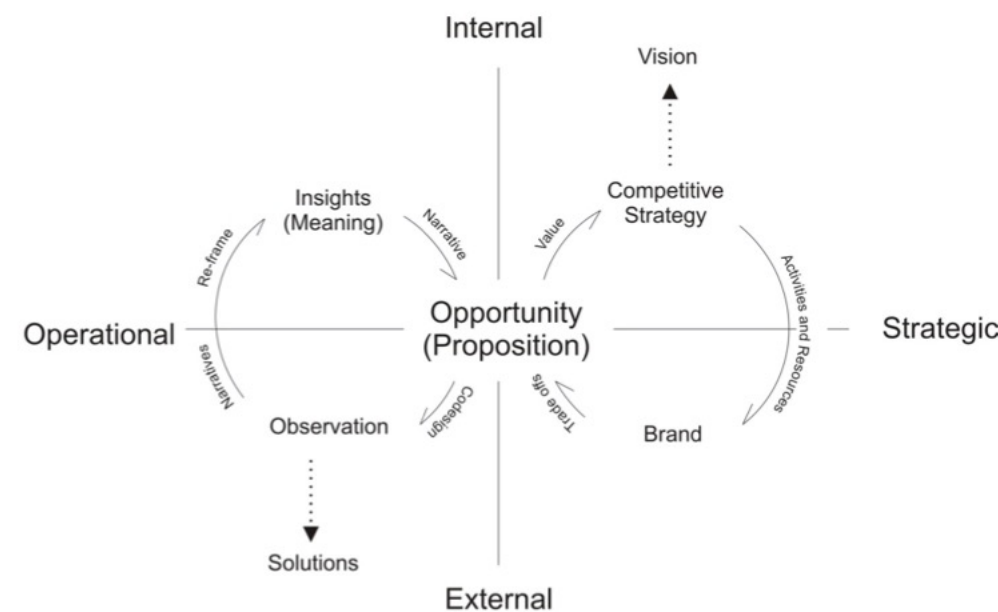 Internal
Vision
Insights
(Meaning)
Competitive
Strategy
Re-frame
Narrative
Value
Activities and Resources
Operational
Opportunity
(Proposition)
Strategic
Narratives
Codesign
Trade offs
Observation
Brand
Solutions
External